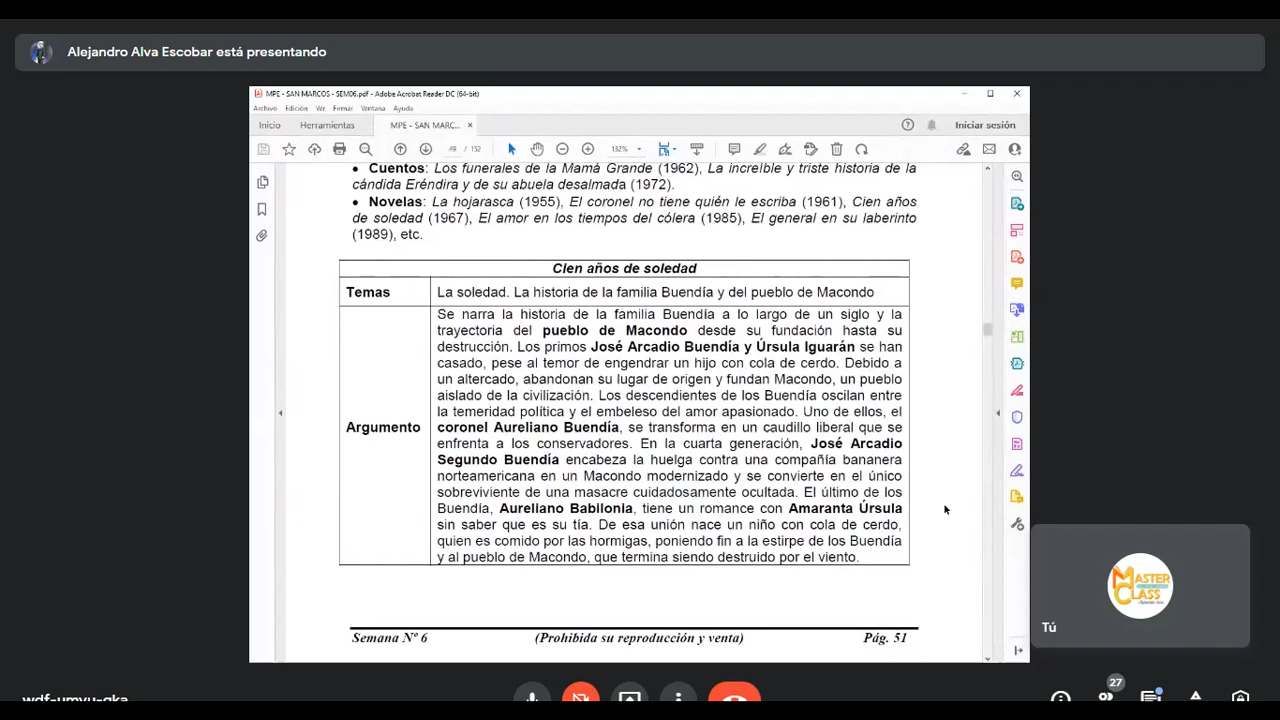 Alejandro Alva Escobar está presentando
MPE - SAN MARCOS - SEM06.pdf - Adobe Acrobat Reader DC (64-bit)
Archivo Edición Ver Firmar Ventana Ayuda
Inicio Herramientas MPE - SAN MARC... × Iniciar sesión
49 / 152 132%
• Cuentos: Los funerales de la Mamá Grande (1962), La increíble y triste historia de la
cándida Eréndira y de su abuela desalmada (1972).
• Novelas: La hojarasca (1955), El coronel no tiene quién le escriba (1961), Cien años
de soledad (1967), El amor en los tiempos del cólera (1985), El general en su laberinto
(1989), etc.
Cien años de soledad
Temas La soledad. La historia de la familia Buendía y del pueblo de Macondo
Se narra la historia de la familia Buendía a lo largo de un siglo y la
trayectoria del pueblo de Macondo desde su fundación hasta su
destrucción. Los primos José Arcadio Buendía y Úrsula Iguarán se han
casado, pese al temor de engendrar un hijo con cola de cerdo. Debido a
un altercado, abandonan su lugar de origen y fundan Macondo, un pueblo
aislado de la civilización. Los descendientes de los Buendía oscilan entre
la temeridad política y el embeleso del amor apasionado. Uno de ellos, el
Argumento coronel Aureliano Buendía, se transforma en un caudillo liberal que se
enfrenta a los conservadores. En la cuarta generación, José Arcadio
Segundo Buendía encabeza la huelga contra una compañía bananera
norteamericana en un Macondo modernizado y se convierte en el único
sobreviviente de una masacre cuidadosamente ocultada. El último de los
Buendía, Aureliano Babilonia, tiene un romance con Amaranta Úrsula
sin saber que es su tía. De esa unión nace un niño con cola de cerdo,
quien es comido por las hormigas, poniendo fin a la estirpe de los Buendía
y al pueblo de Macondo, que termina siendo destruido por el viento.
Semana Nº 6 (Prohibida su reproducción y venta) Pág. 51
MASTER
CLASS
Tú
27